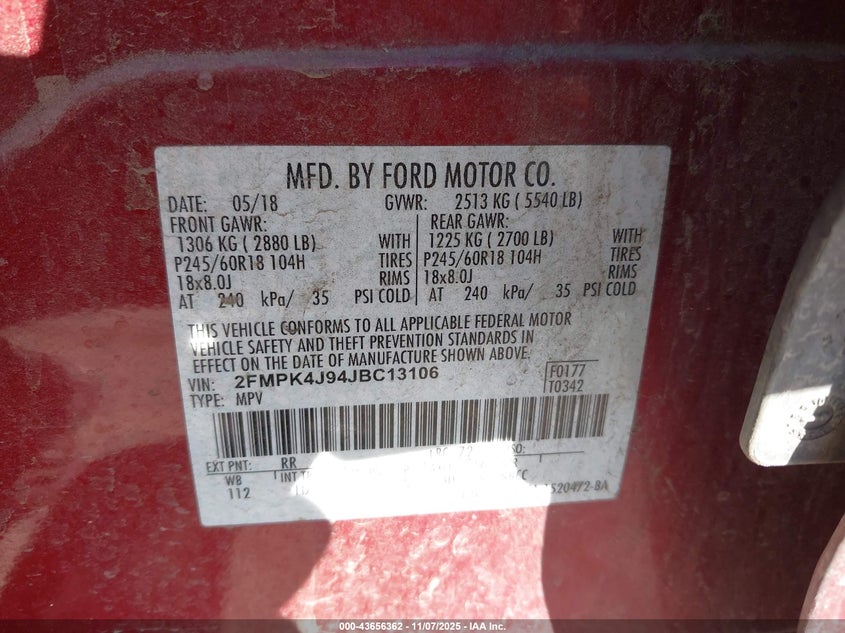 MFD. BY FORD MOTOR CO.
DATE: 05/18 GVWR: 2513 KG ( 5540 LB)
FRONT GAWR: REAR GAWR:
1306 KG ( 2880 LB) WITH 1225 KG ( 2700 LB) WITH
P245/60R18 104H TIRES P245/60R18 104H TIRES
18x8.0J RIMS 18x8.0J RIMS
AT 240 kPa/ 35 PSI COLD AT 240 kPa/ 35 PSI COLD
THIS VEHICLE CONFORMS TO ALL APPLICABLE FEDERAL MOTOR
VEHICLE SAFETY AND THEFT PREVENTION STANDARDS IN
EFFECT ON THE DATE OF MANUFACTURE SHOWN ABOVE.
VIN: 2FMPK4J94JBC13106 F0177
TYPE: MPV T0342
EXT PNT: RR
WB INT
112
000-43656362 - 11/07/2025 - IAA Inc.